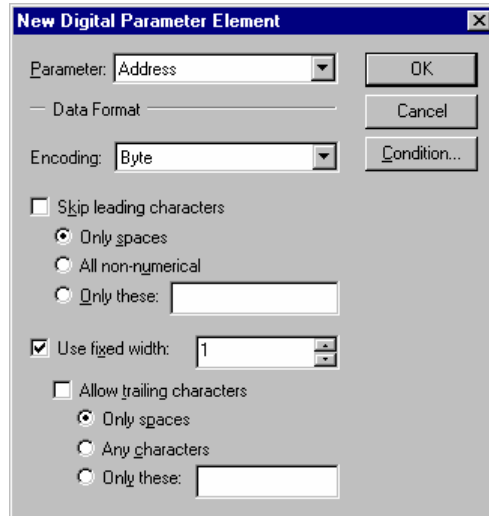 New Digital Parameter Element
Parameter: Address
OK
Data Format
Cancel
Encoding: Byte
Condition...
Skip leading characters
Only spaces
All non-numerical
Only these:
Use fixed width: 1
Allow trailing characters
Only spaces
Any characters
Only these: